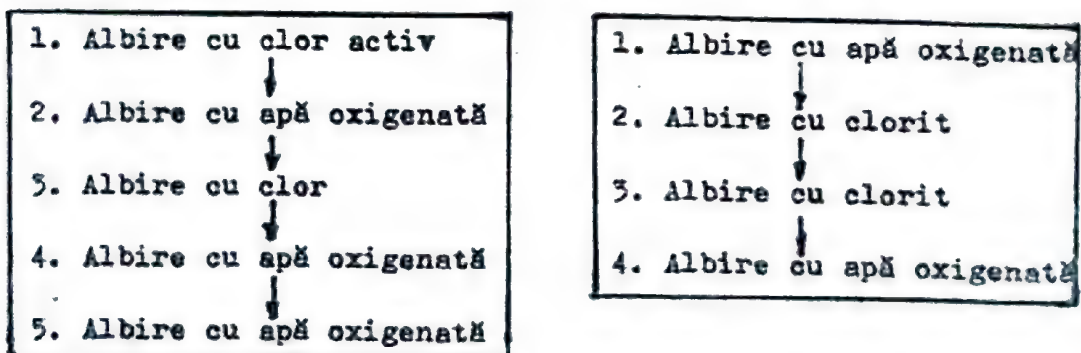 1. Albire cu clor activ
2. Albire cu apă oxigenată
3. Albire cu clor
4. Albire cu apă oxigenată
5. Albire cu apă oxigenată
1. Albire cu apă oxigenată
2. Albire cu clorit
3. Albire cu clorit
4. Albire cu apă oxigenată